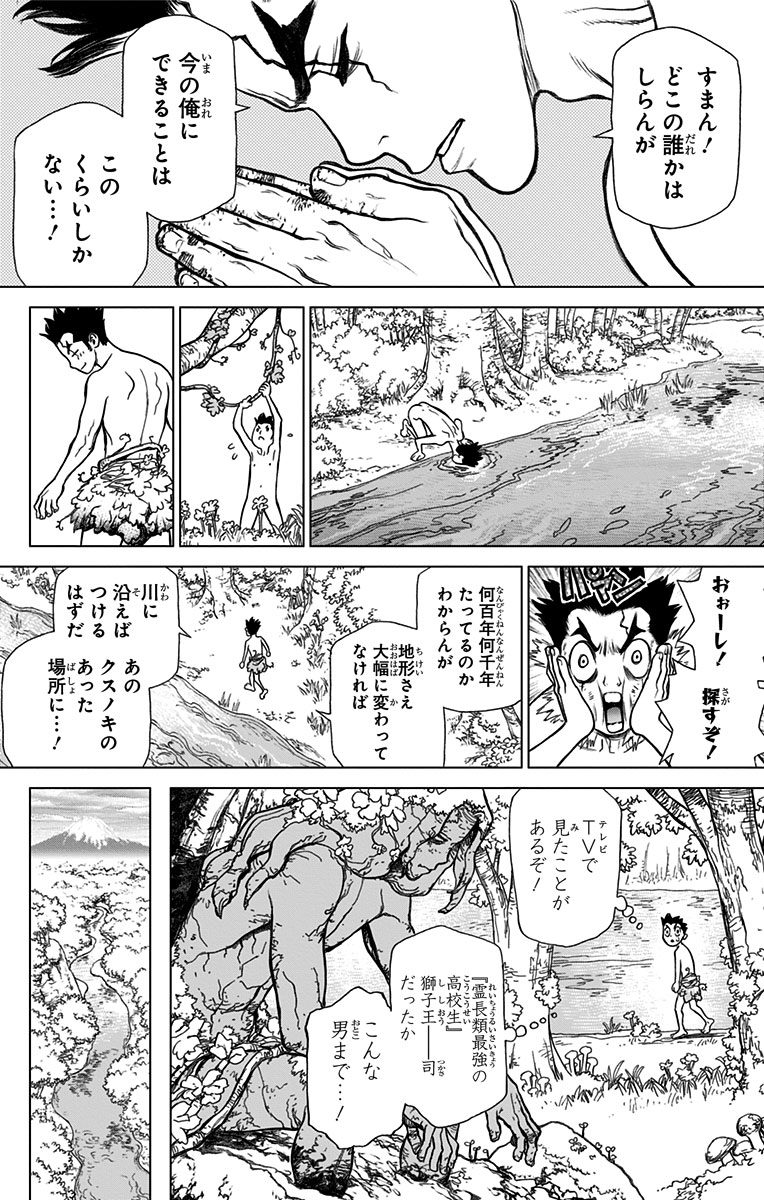 すまん!
どこの誰かは
しらんが
今の俺に
できることは
この
くらいしか
ない…!
パンパン
おぉーし!
探すぞ!
何百年何千年
たってるのか
わからんが
地形さえ
大幅に変わって
なければ
川に
沿えば
つける
はずだ
あの
クスノキの
あった
場所に…!
TVで
見たことが
あるぞ!
『霊長類最強の
高校生』
獅子王――司
だったか
こんな
男まで…!